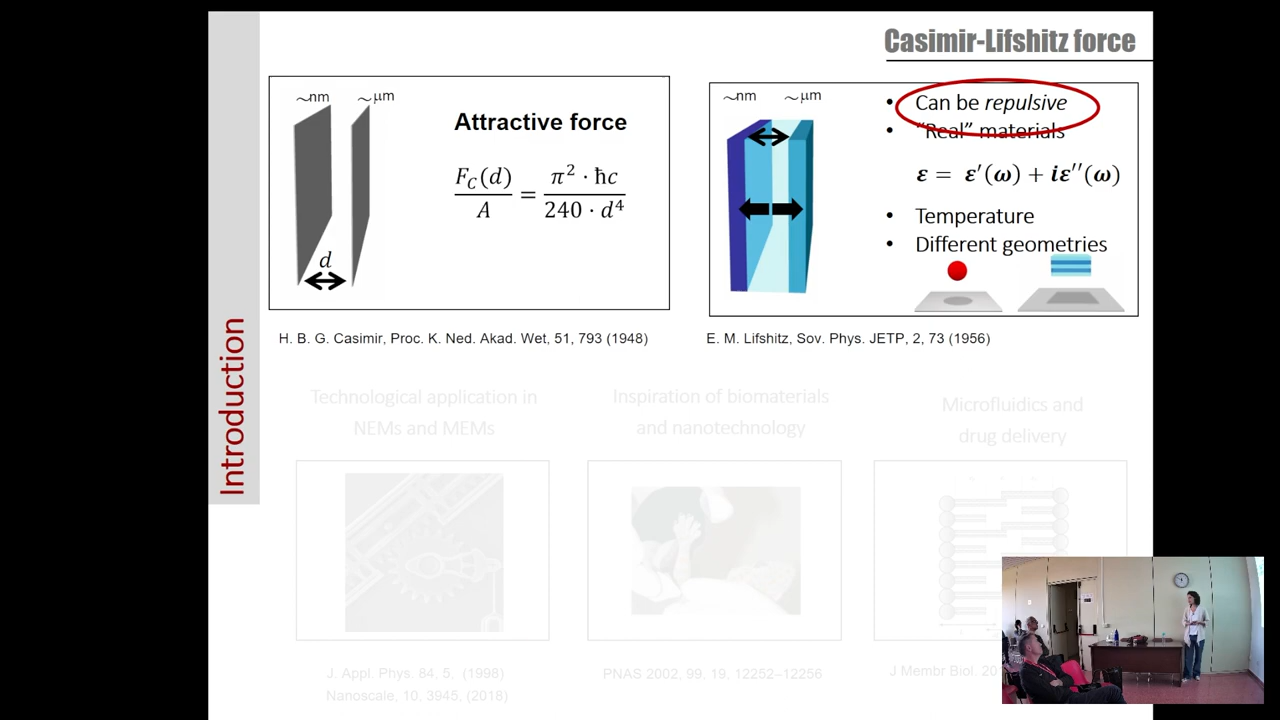 Casimir-Lifshitz force
~nm ~μm
Attractive force
F_C(d)/A = π² · ħc / 240 · d⁴
d
H. B. G. Casimir, Proc. K. Ned. Akad. Wet, 51, 793 (1948)
~nm ~μm
• Can be repulsive
• "Real" materials
ε = ε′(ω) + iε′′(ω)
• Temperature
• Different geometries
E. M. Lifshitz, Sov. Phys. JETP, 2, 73 (1956)
Introduction
Technological application in
NEMs and MEMs
J. Appl. Phys. 84, 5, (1998)
Nanoscale, 10, 3945, (2018)
Inspiration of biomaterials
and nanotechnology
PNAS 2002, 99, 19, 12252–12256
Microfluidics and
drug delivery
J Membr Biol. 20